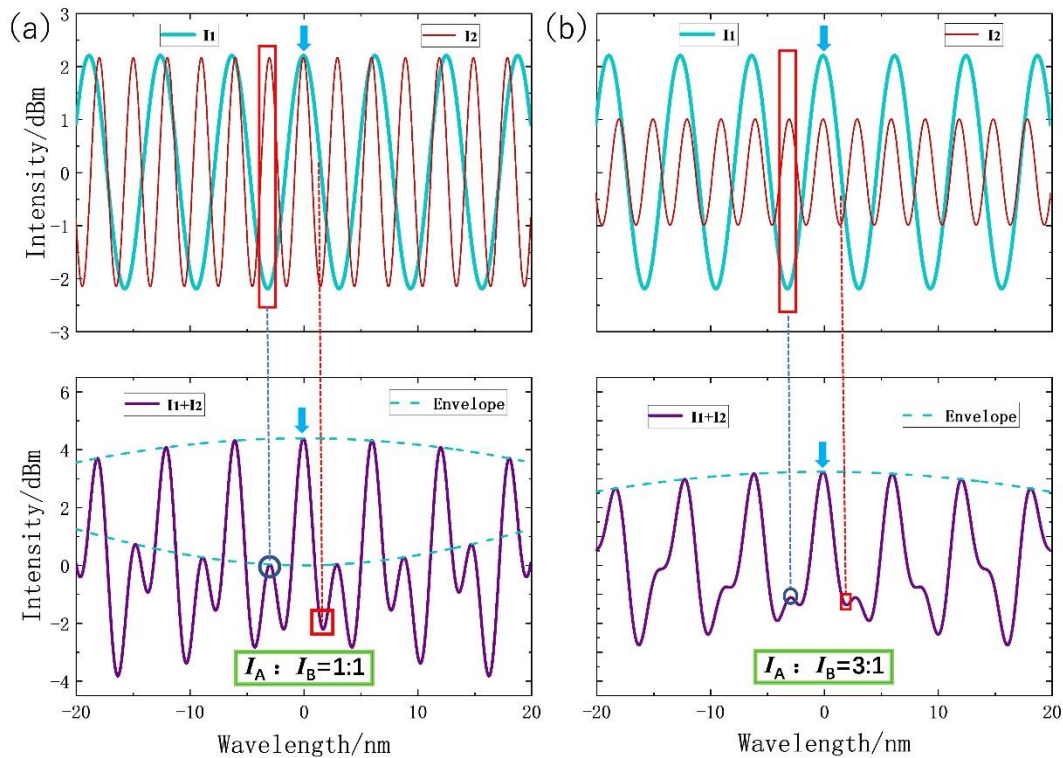 (a)
I1
I2
3
2
1
0
-1
-2
-3
Intensity/dBm
I1+I2
Envelope
6
4
2
0
-2
-4
Intensity/dBm
IA : IB=1:1
-20
-10
0
10
20
Wavelength/nm
(b)
I1
I2
I1+I2
Envelope
IA : IB=3:1
-20
-10
0
10
20
Wavelength/nm